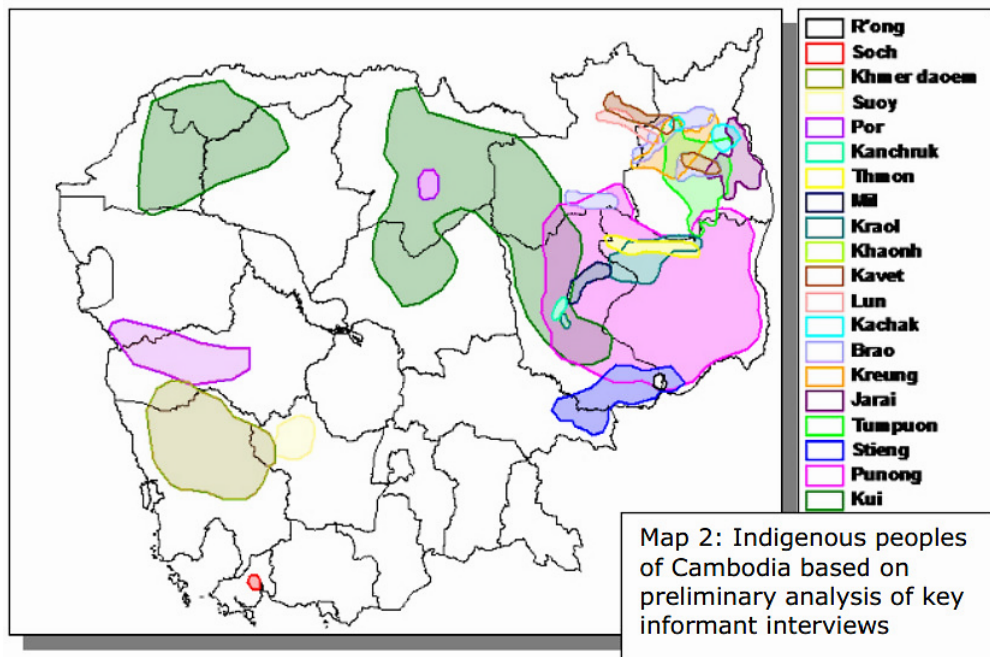 R'ong
Soch
Khmer daoem
Suoy
Por
Kanchruk
Thmon
Mil
Kraol
Khaonh
Kavet
Lun
Kachak
Brao
Kreung
Jarai
Tumpuon
Stieng
Punong
Kui
Map 2: Indigenous peoples
of Cambodia based on
preliminary analysis of key
informant interviews